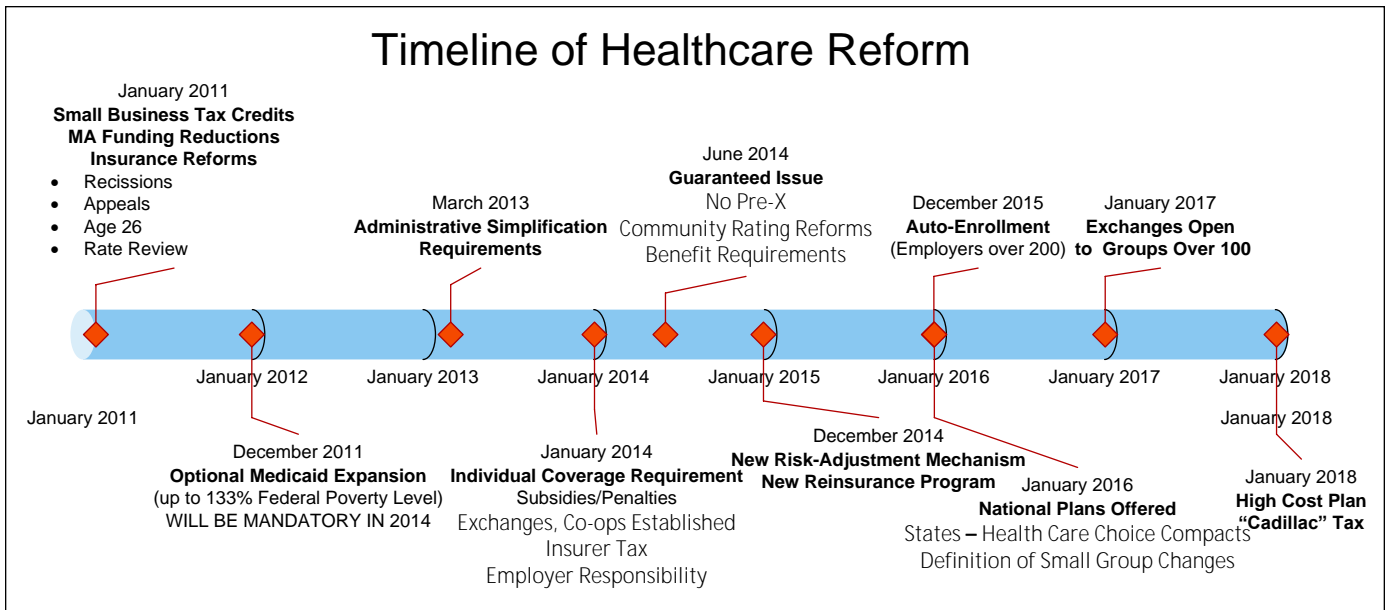 Timeline of Healthcare Reform
January 2011
Small Business Tax Credits
MA Funding Reductions
Insurance Reforms
• Recissions
• Appeals
• Age 26
• Rate Review
March 2013
Administrative Simplification
Requirements
June 2014
Guaranteed Issue
No Pre-X
Community Rating Reforms
Benefit Requirements
December 2015
Auto-Enrollment
(Employers over 200)
January 2017
Exchanges Open
to Groups Over 100
January 2012
January 2013
January 2014
January 2015
January 2016
January 2017
January 2018
January 2011
January 2018
December 2011
Optional Medicaid Expansion
(up to 133% Federal Poverty Level)
WILL BE MANDATORY IN 2014
January 2014
Individual Coverage Requirement
Subsidies/Penalties
Exchanges, Co-ops Established
Insurer Tax
Employer Responsibility
December 2014
New Risk-Adjustment Mechanism
New Reinsurance Program
January 2016
National Plans Offered
States – Health Care Choice Compacts
Definition of Small Group Changes
January 2018
High Cost Plan
“Cadillac” Tax